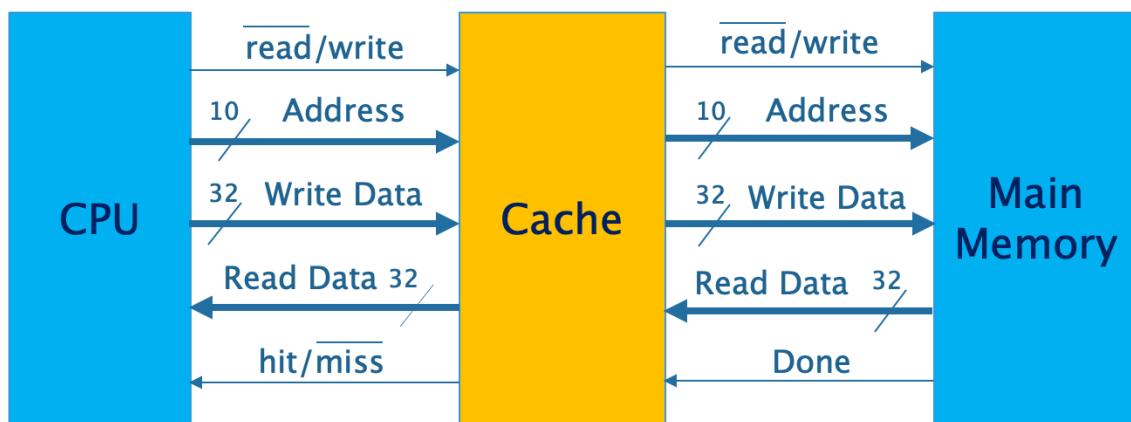 CPU
read/write
10 Address
32 Write Data
Read Data 32
hit/miss
Cache
read/write
10 Address
32 Write Data
Read Data 32
Done
Main
Memory